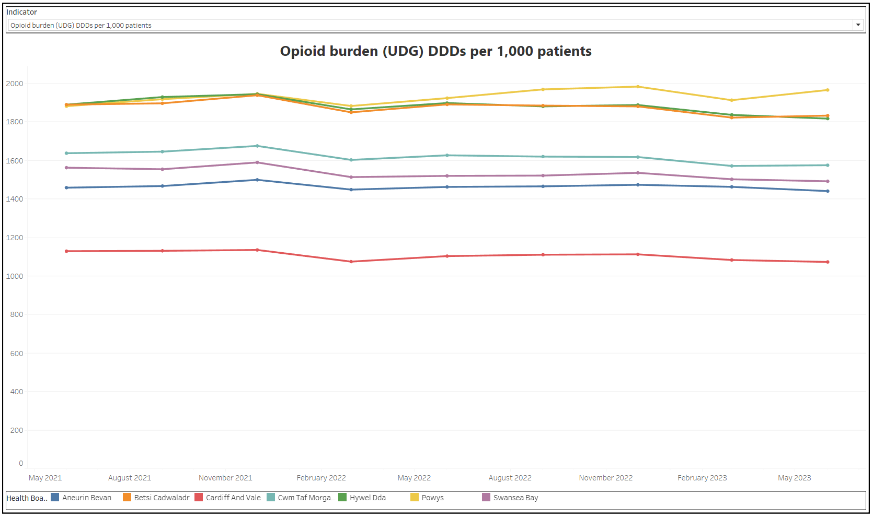 Indicator
Opioid burden (UDG) DDDs per 1,000 patients
Opioid burden (UDG) DDDs per 1,000 patients
2000
1800
1600
1400
1200
1000
800
600
400
200
0
May 2021 August 2021 November 2021 February 2022 May 2022 August 2022 November 2022 February 2023 May 2023
Health Boa.. Aneurin Bevan Betsi Cadwaladr Cardiff And Vale Cwm Taf Morga.. Hywel Dda Powys Swansea Bay